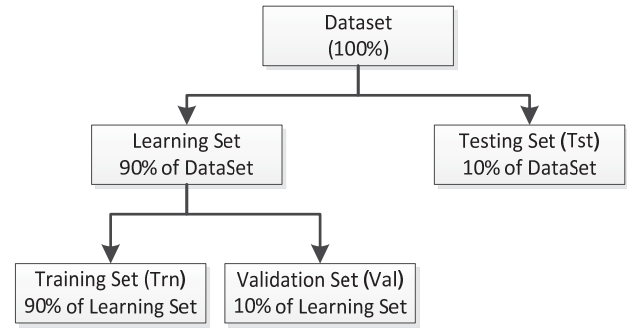 Dataset
(100%)
Learning Set
90% of DataSet
Testing Set (Tst)
10% of DataSet
Training Set (Trn)
90% of Learning Set
Validation Set (Val)
10% of Learning Set